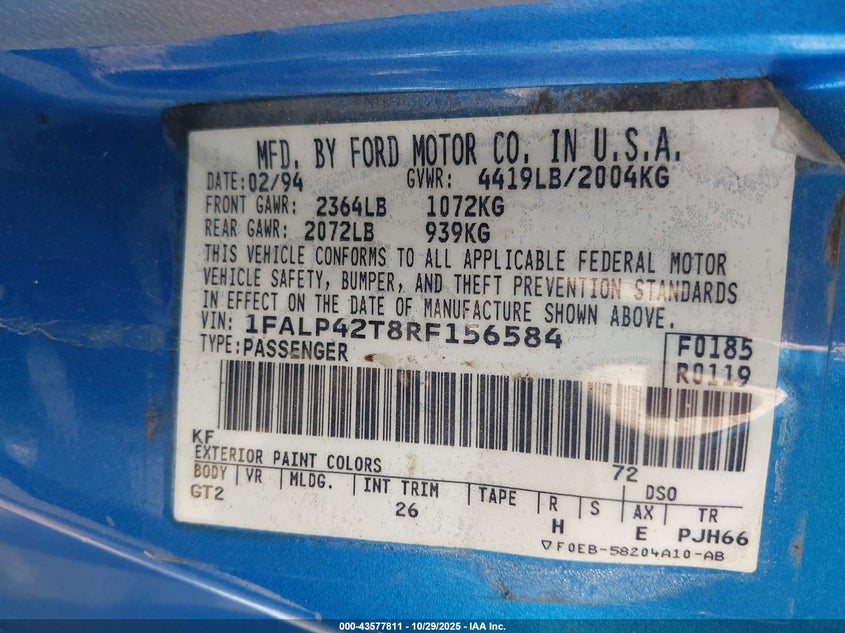 MFD. BY FORD MOTOR CO. IN U.S.A.
DATE: 02/94 GVWR: 4419LB/2004KG
FRONT GAWR: 2364LB 1072KG
REAR GAWR: 2072LB 939KG
THIS VEHICLE CONFORMS TO ALL APPLICABLE FEDERAL MOTOR
VEHICLE SAFETY, BUMPER, AND THEFT PREVENTION STANDARDS
IN EFFECT ON THE DATE OF MANUFACTURE SHOWN ABOVE.
VIN: 1FALP42T8RF156584
TYPE: PASSENGER
F0185
R0119
KF 72
EXTERIOR PAINT COLORS DSO
BODY VR MLDG. INT TRIM TAPE R S AX TR
GT2 26 H E PJH66
▽F0EB-58204A10-AB
000-43577811 - 10/29/2025 - IAA Inc.